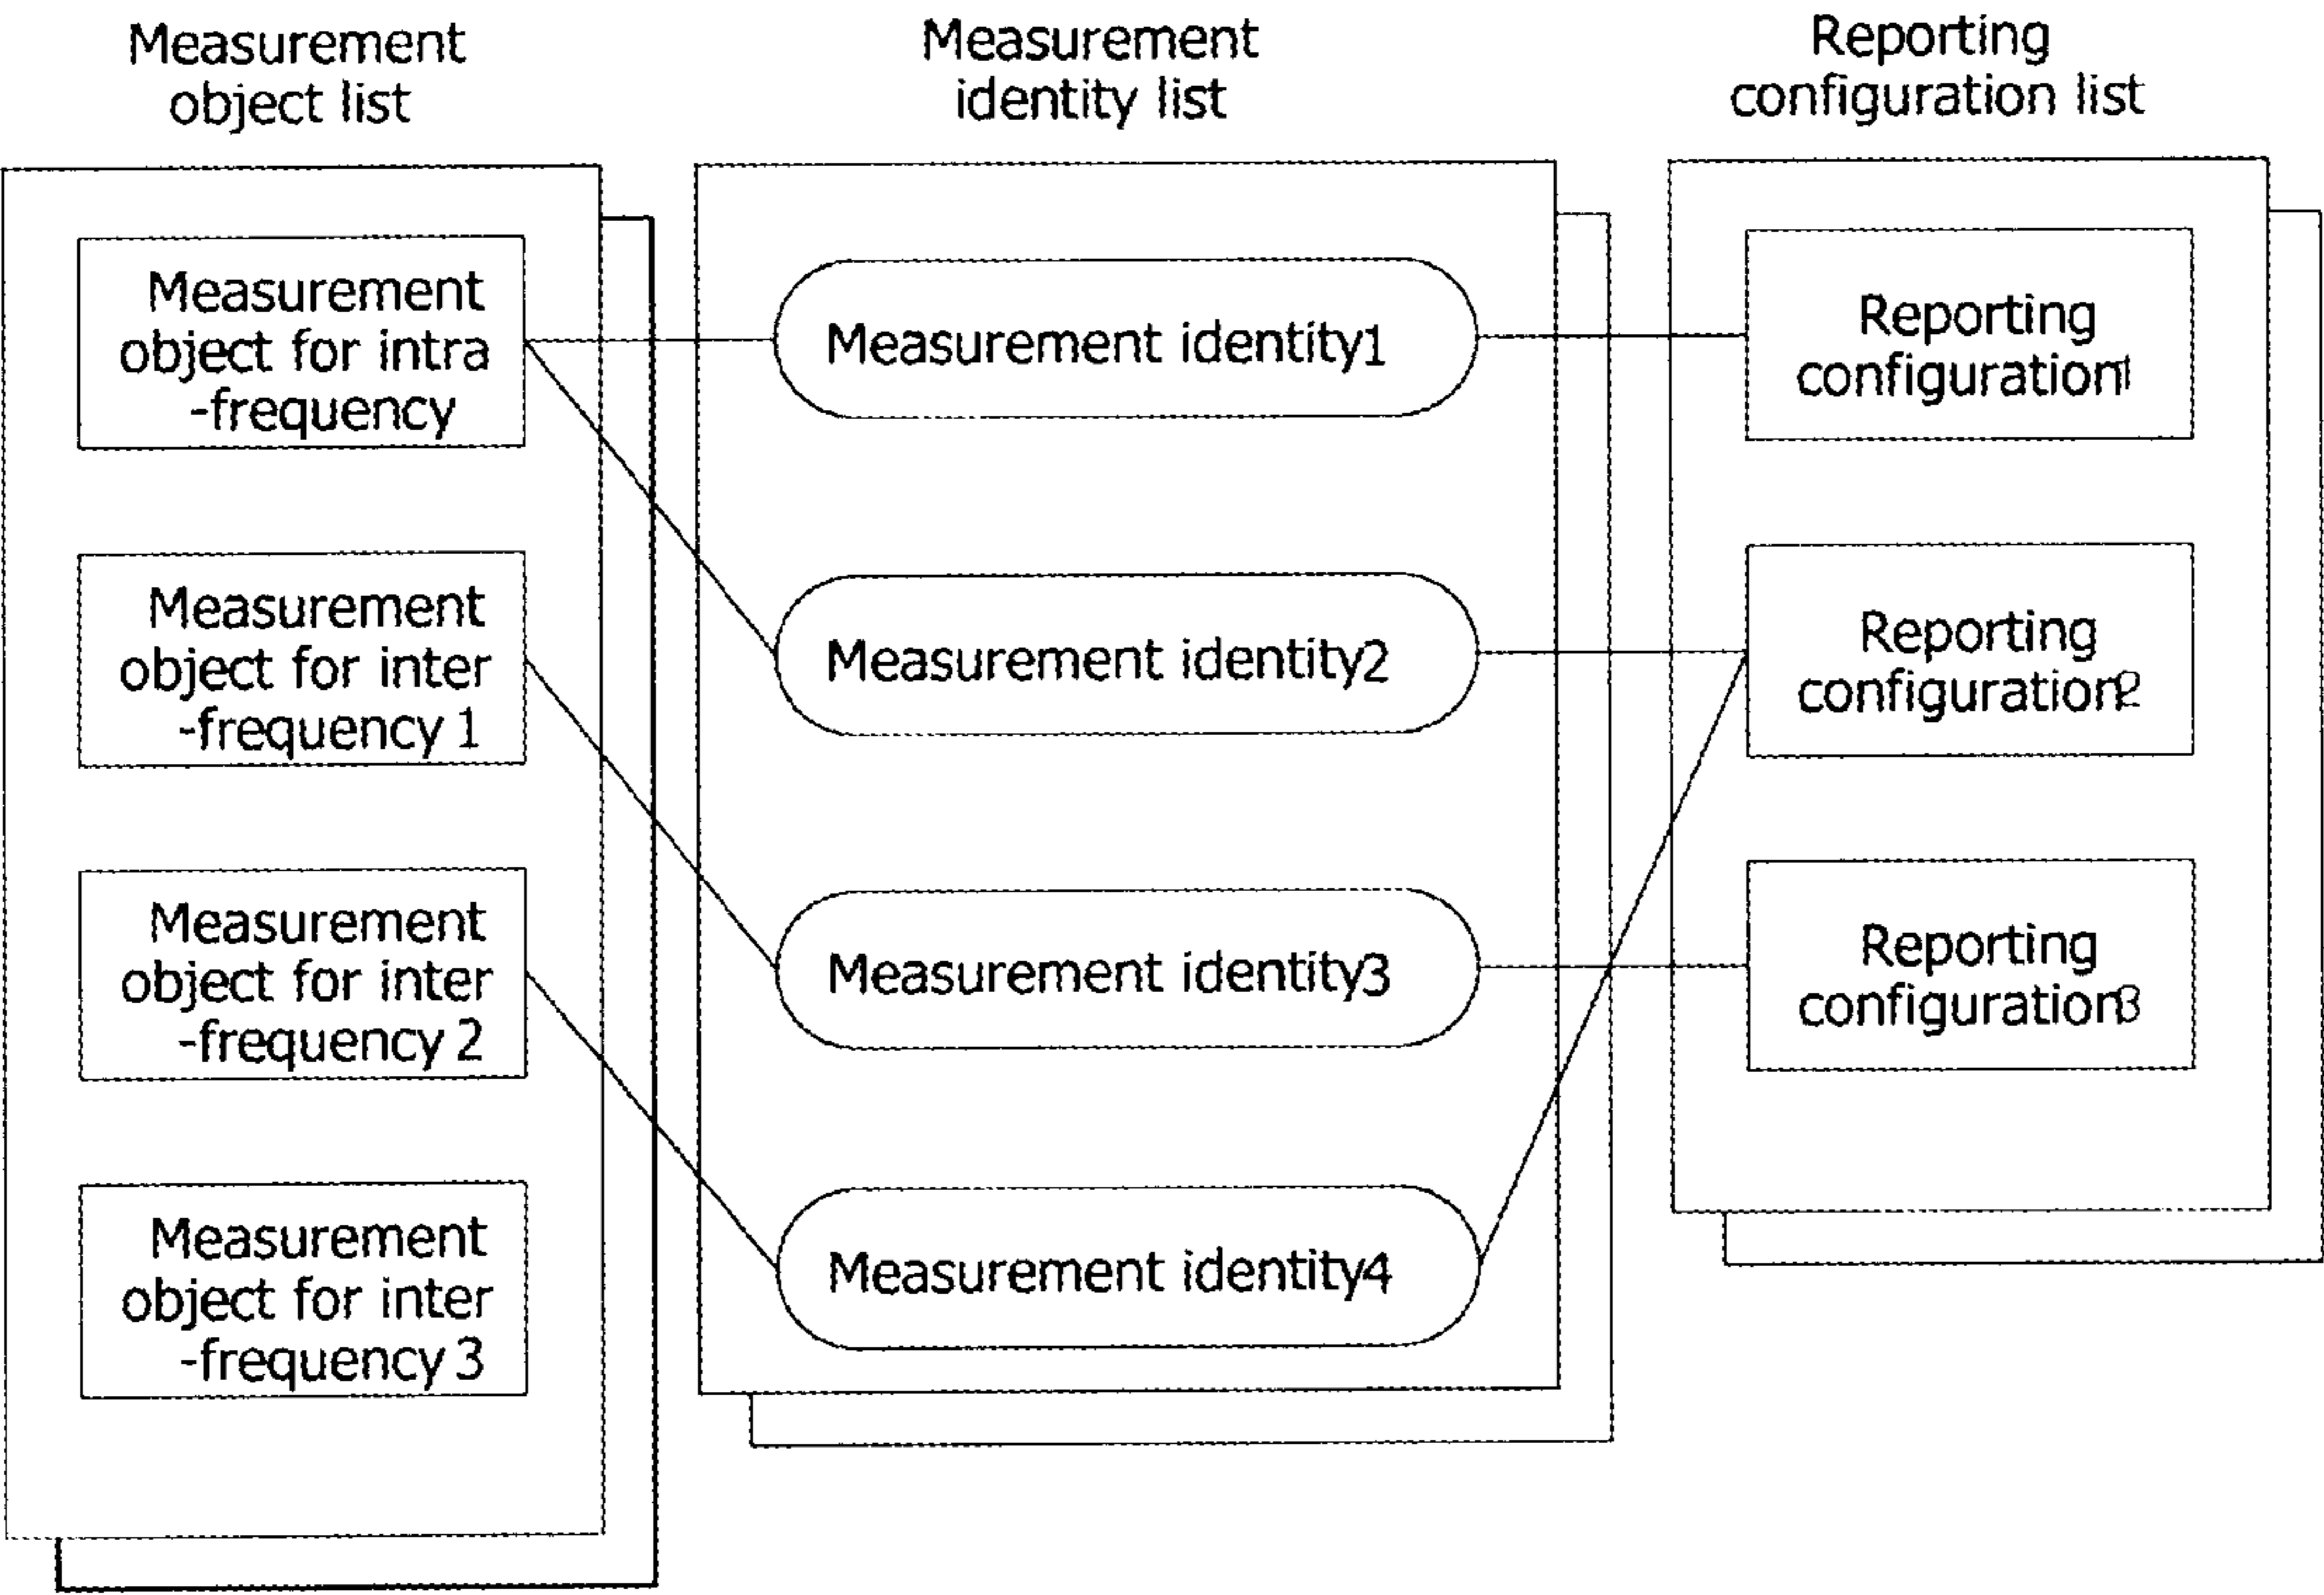 Measurement
object list
Measurement
identity list
Reporting
configuration list
Measurement
object for intra
-frequency
Measurement
object for inter
-frequency 1
Measurement
object for inter
-frequency 2
Measurement
object for inter
-frequency 3
Measurement identity1
Measurement identity2
Measurement identity3
Measurement identity4
Reporting
configuration1
Reporting
configuration2
Reporting
configuration3